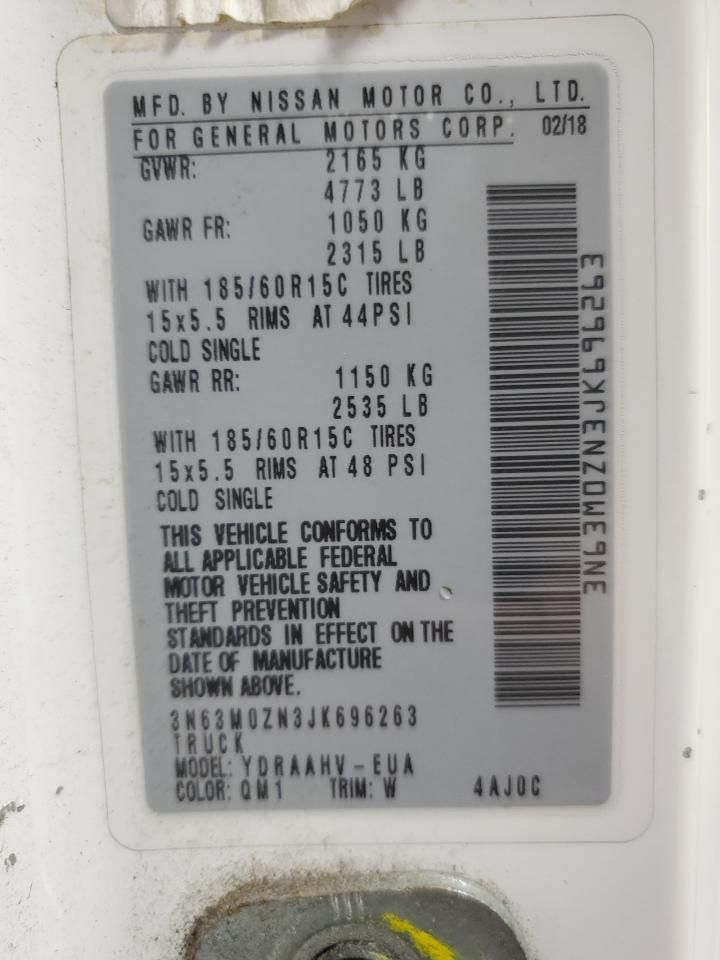 MFD. BY NISSAN MOTOR CO., LTD.
FOR GENERAL MOTORS CORP. 02/18
GVWR: 2165 KG
4773 LB
GAWR FR: 1050 KG
2315 LB
WITH 185/60R15C TIRES
15x5.5 RIMS AT 44PSI
COLD SINGLE
GAWR RR: 1150 KG
2535 LB
WITH 185/60R15C TIRES
15x5.5 RIMS AT 48 PSI
COLD SINGLE
THIS VEHICLE CONFORMS TO
ALL APPLICABLE FEDERAL
MOTOR VEHICLE SAFETY AND
THEFT PREVENTION
STANDARDS IN EFFECT ON THE
DATE OF MANUFACTURE
SHOWN ABOVE.
3N63M0ZN3JK696263
TRUCK
MODEL: YDRAAHV-EUA
COLOR: QM1 TRIM: W 4AJ0C
3N63M0ZN3JK696263